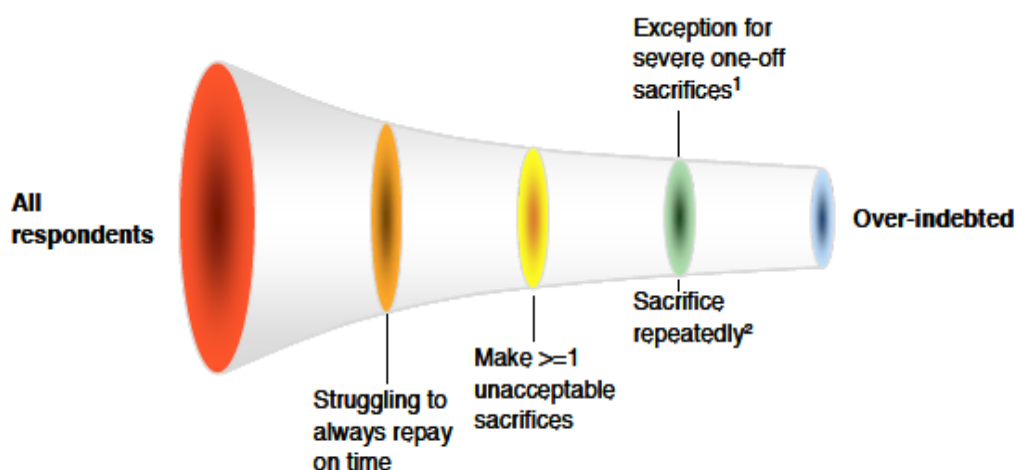 All
respondents
Struggling to
always repay
on time
Make >=1
unacceptable
sacrifices
Exception for
severe one-off
sacrifices¹
Sacrifice
repeatedly²
Over-indebted